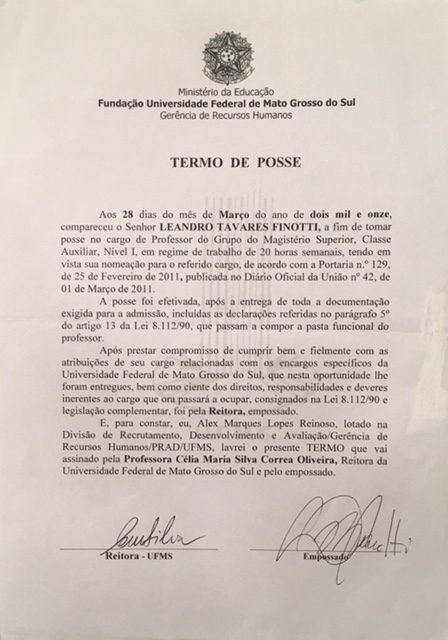 Ministério da Educação
Fundação Universidade Federal de Mato Grosso do Sul
Gerência de Recursos Humanos
TERMO DE POSSE
Aos 28 dias do mês de Março do ano de dois mil e onze,
compareceu o Senhor LEANDRO TAVARES FINOTTI, a fim de tomar
posse no cargo de Professor do Grupo do Magistério Superior, Classe
Auxiliar, Nível I, em regime de trabalho de 20 horas semanais, tendo em
vista sua nomeação para o referido cargo, de acordo com a Portaria n.º 129,
de 25 de Fevereiro de 2011, publicada no Diário Oficial da União nº 42, de
01 de Março de 2011.
A posse foi efetivada, após a entrega de toda a documentação
exigida para a admissão, incluídas as declarações referidas no parágrafo 5º
do artigo 13 da Lei 8.112/90, que passam a compor a pasta funcional do
professor.
Após prestar compromisso de cumprir bem e fielmente com as
atribuições de seu cargo relacionadas com os encargos específicos da
Universidade Federal de Mato Grosso do Sul, que nesta oportunidade lhe
foram entregues, bem como ciente dos direitos, responsabilidades e deveres
inerentes ao cargo que ora passará a ocupar, consignados na Lei 8.112/90 e
legislação complementar, foi pela Reitora, empossado.
E, para constar, eu, Alex Marques Lopes Reinoso, lotado na
Divisão de Recrutamento, Desenvolvimento e Avaliação/Gerência de
Recursos Humanos/PRAD/UFMS, lavrei o presente TERMO que vai
assinado pela Professora Célia Maria Silva Correa Oliveira, Reitora da
Universidade Federal de Mato Grosso do Sul e pelo empossado.
Reitora - UFMS
Empossado